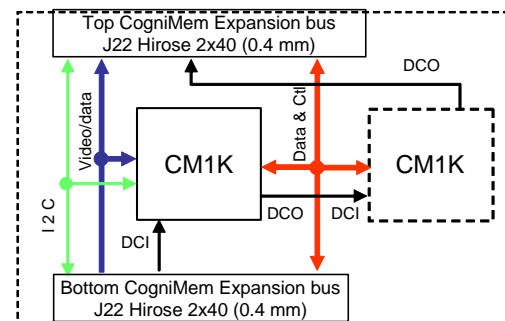 Top CogniMem Expansion bus
J22 Hirose 2x40 (0.4 mm)
DCO
Video/data
Data & Ctl
CM1K
CM1K
I 2 C
DCO
DCI
DCI
Bottom CogniMem Expansion bus
J22 Hirose 2x40 (0.4 mm)